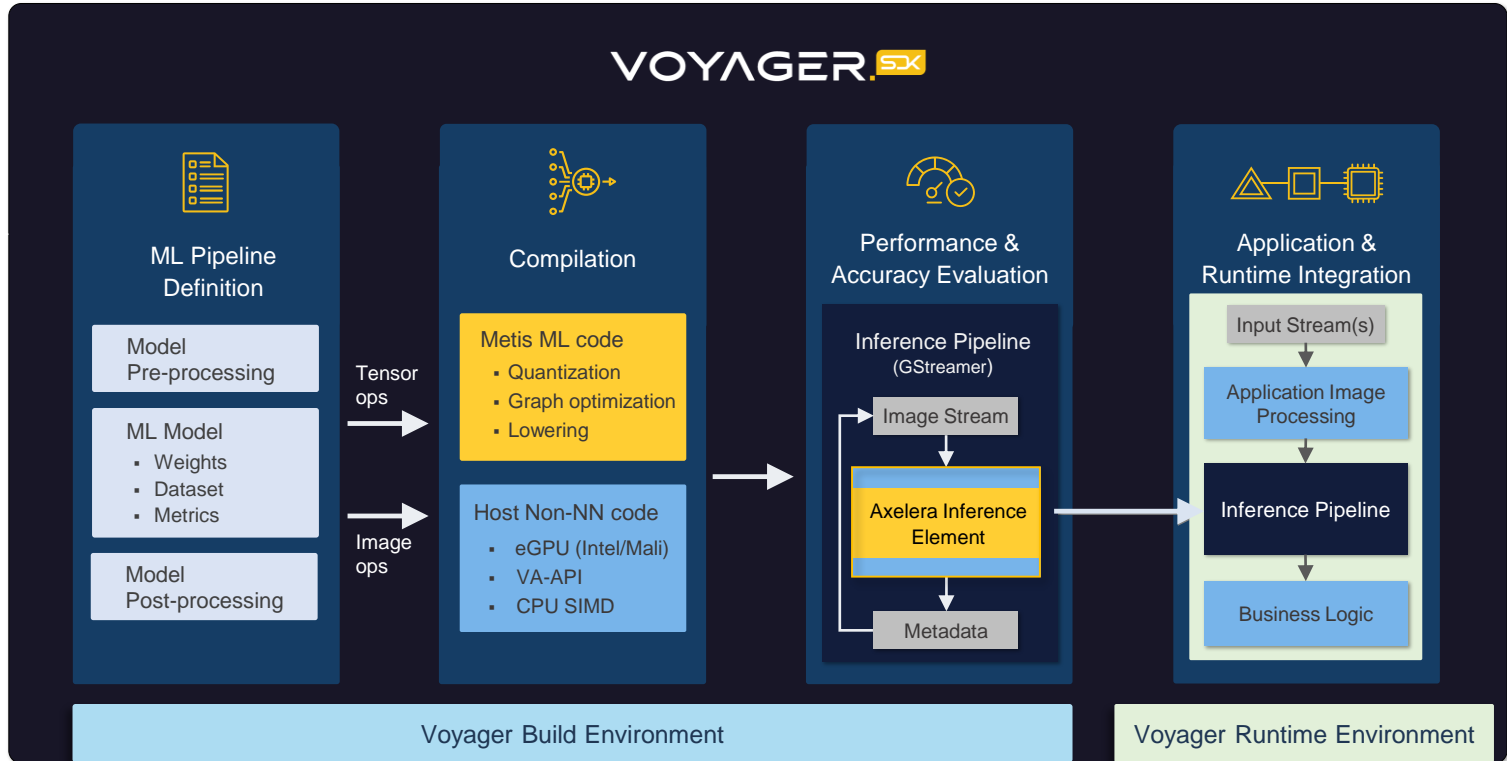 VOYAGER.SDK
ML Pipeline
Definition
Model
Pre-processing
ML Model
▪ Weights
▪ Dataset
▪ Metrics
Model
Post-processing
Tensor
ops
Image
ops
Compilation
Metis ML code
▪ Quantization
▪ Graph optimization
▪ Lowering
Host Non-NN code
▪ eGPU (Intel/Mali)
▪ VA-API
▪ CPU SIMD
Performance &
Accuracy Evaluation
Inference Pipeline
(GStreamer)
Image Stream
Axelera Inference
Element
Metadata
Application &
Runtime Integration
Input Stream(s)
Application Image
Processing
Inference Pipeline
Business Logic
Voyager Build Environment
Voyager Runtime Environment